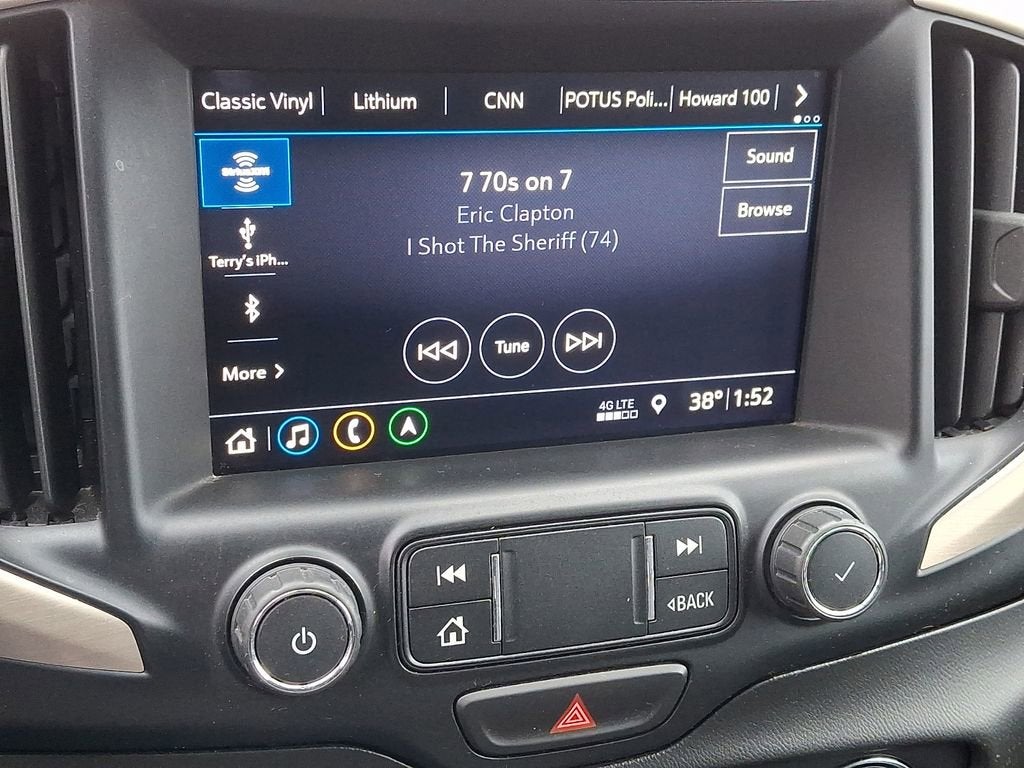 Classic Vinyl
Lithium
CNN
POTUS Poli...
Howard 100
SiriusXM
7 70s on 7
Eric Clapton
I Shot The Sheriff (74)
Sound
Browse
Terry's iPh...
More
Tune
4G LTE
38° 1:52
BACK